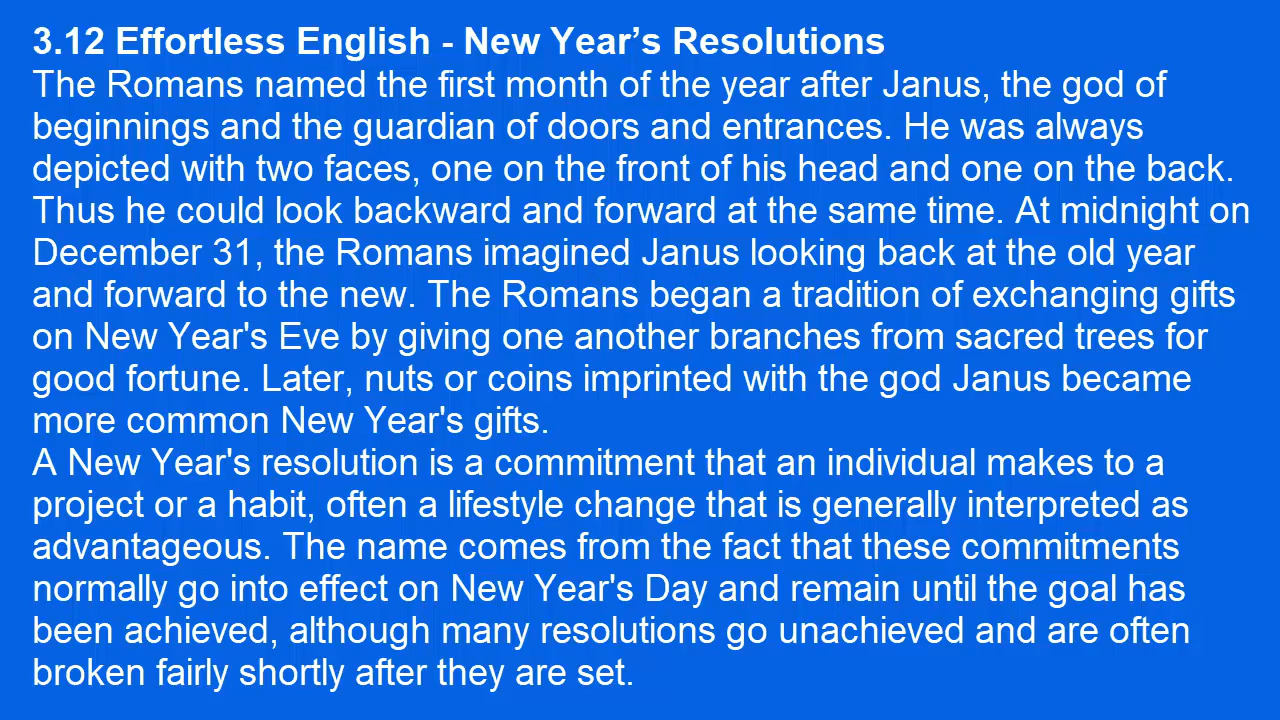 3.12 Effortless English - New Year’s Resolutions
The Romans named the first month of the year after Janus, the god of
beginnings and the guardian of doors and entrances. He was always
depicted with two faces, one on the front of his head and one on the back.
Thus he could look backward and forward at the same time. At midnight on
December 31, the Romans imagined Janus looking back at the old year
and forward to the new. The Romans began a tradition of exchanging gifts
on New Year's Eve by giving one another branches from sacred trees for
good fortune. Later, nuts or coins imprinted with the god Janus became
more common New Year's gifts.
A New Year's resolution is a commitment that an individual makes to a
project or a habit, often a lifestyle change that is generally interpreted as
advantageous. The name comes from the fact that these commitments
normally go into effect on New Year's Day and remain until the goal has
been achieved, although many resolutions go unachieved and are often
broken fairly shortly after they are set.